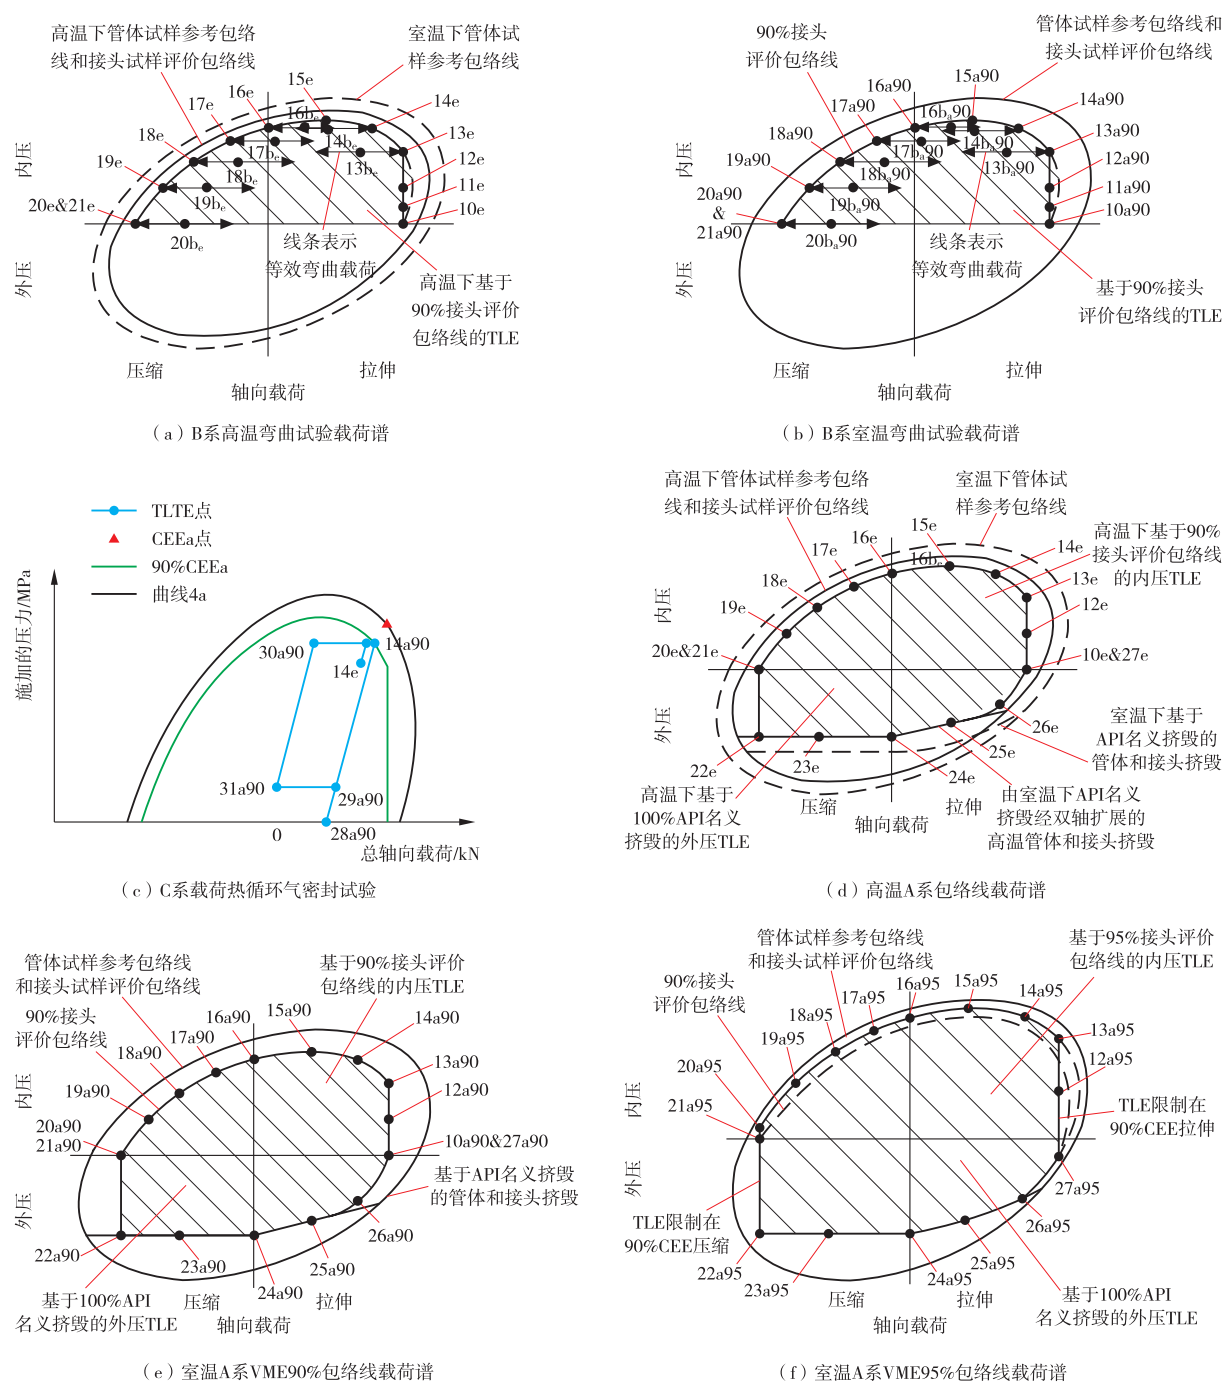 高温下管体试样参考包络
线和接头试样评价包络线
室温下管体试
样参考包络线
15e
16e
17e
14e
18e
16be
13e
14be
19e
17be
13be
12e
18be
11e
20e&21e
19be
10e
20be
内压
外压
线条表示
等效弯曲载荷
高温下基于
90%接头评价
包络线的TLE
压缩
拉伸
轴向载荷
（a）B系高温弯曲试验载荷谱
90%接头
评价包络线
管体试样参考包络线和
接头试样评价包络线
15a90
16a90
17a90
14a90
16ba90
18a90
13a90
14ba90
17ba90
19a90
12a90
13ba90
18ba90
20a90
&
21a90
11a90
19ba90
10a90
20ba90
内压
外压
线条表示
等效弯曲载荷
基于90%接头
评价包络线的TLE
压缩
拉伸
轴向载荷
（b）B系室温弯曲试验载荷谱
TLTE点
CEEa点
90%CEEa
曲线4a
施加的压力/MPa
30a90
14a90
14e
31a90
29a90
0
28a90
总轴向载荷/kN
（c）C系载荷热循环气密封试验
高温下管体试样参考包络
线和接头试样评价包络线
室温下管体试
样参考包络线
高温下基于90%
接头评价包络线
的内压TLE
15e
16e
17e
14e
16be
18e
13e
19e
12e
20e&21e
10e&27e
内压
外压
22e
23e
24e
25e
26e
室温下基于
API名义挤毁的
管体和接头挤毁
高温下基于
100%API名义
挤毁的外压TLE
压缩
拉伸
轴向载荷
由室温下API名义
挤毁经双轴扩展的
高温管体和接头挤毁
（d）高温A系包络线载荷谱
管体试样参考包络线
和接头试样评价包络线
基于90%接头评价
包络线的内压TLE
90%接头
评价包络线
15a90
16a90
14a90
17a90
18a90
13a90
19a90
12a90
20a90
21a90
10a90&27a90
内压
外压
基于API名义挤毁
的管体和接头挤毁
22a90
23a90
24a90
25a90
26a90
基于100%API
名义挤毁的外压TLE
压缩
拉伸
轴向载荷
（e）室温A系VME90%包络线载荷谱
管体试样参考包络线
和接头试样评价包络线
基于95%接头评价
包络线的内压TLE
90%接头
评价包络线
15a95
16a95
14a95
17a95
18a95
13a95
19a95
12a95
20a95
21a95
TLE限制在
90%CEE拉伸
内压
外压
27a95
26a95
TLE限制在
90%CEE压缩
22a95
23a95
24a95
25a95
基于100%API
名义挤毁的外压TLE
压缩
拉伸
轴向载荷
（f）室温A系VME95%包络线载荷谱